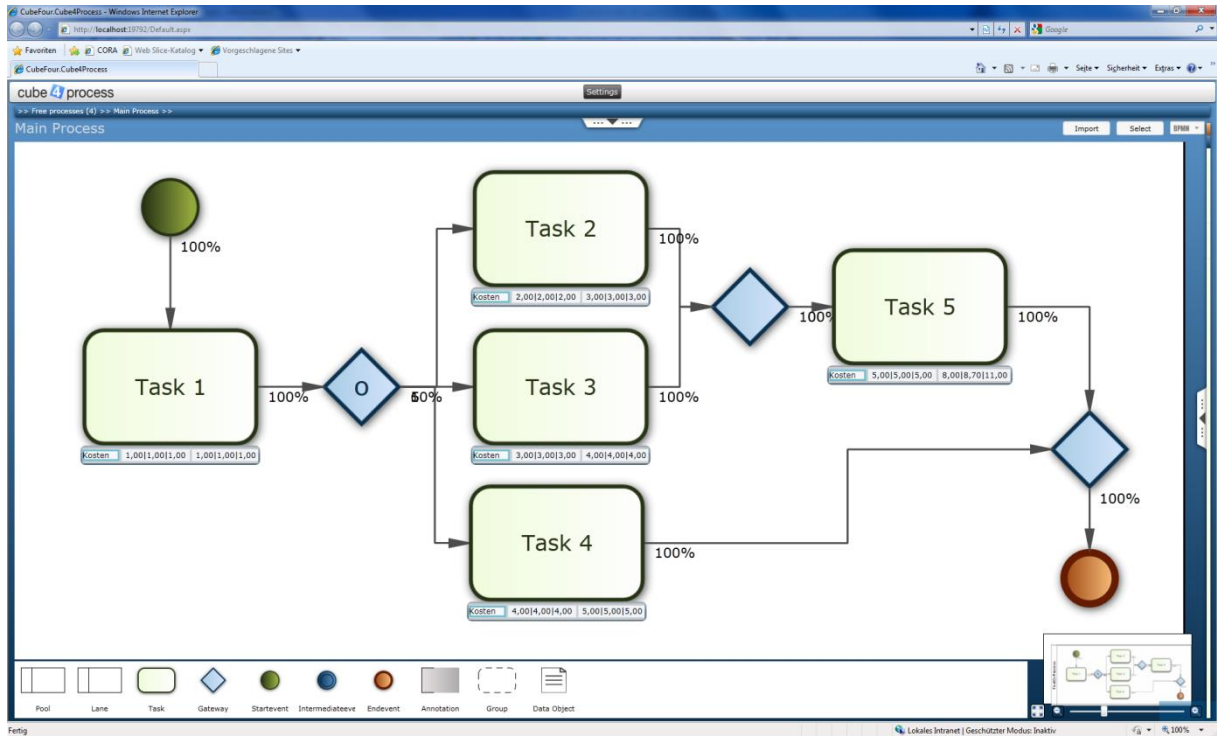 CubeFour.Cube4Process - Windows Internet Explorer
http://localhost:19782/Default.aspx
Google
Favoriten CORA Web Slice-Katalog Vorgeschlagene Sites
CubeFour.Cube4Process
Seite Sicherheit Extras
cube 4 process
Settings
>> Free processes (4) >> Main Process >>
Main Process
Import Select BPMN
100%
Task 2
100%
Kosten 2,00|2,00|2,00 3,00|3,00|3,00
Task 5
100%
100%
Kosten 5,00|5,00|5,00 8,00|8,70|11,00
Task 1
100%
O
Task 3
100%
Kosten 1,00|1,00|1,00 1,00|1,00|1,00
Kosten 3,00|3,00|3,00 4,00|4,00|4,00
Task 4
100%
100%
Kosten 4,00|4,00|4,00 5,00|5,00|5,00
Pool Lane Task Gateway Startevent Intermediateeve Endevent Annotation Group Data Object
Fertig
Lokales Intranet | Geschützter Modus: Inaktiv
100%